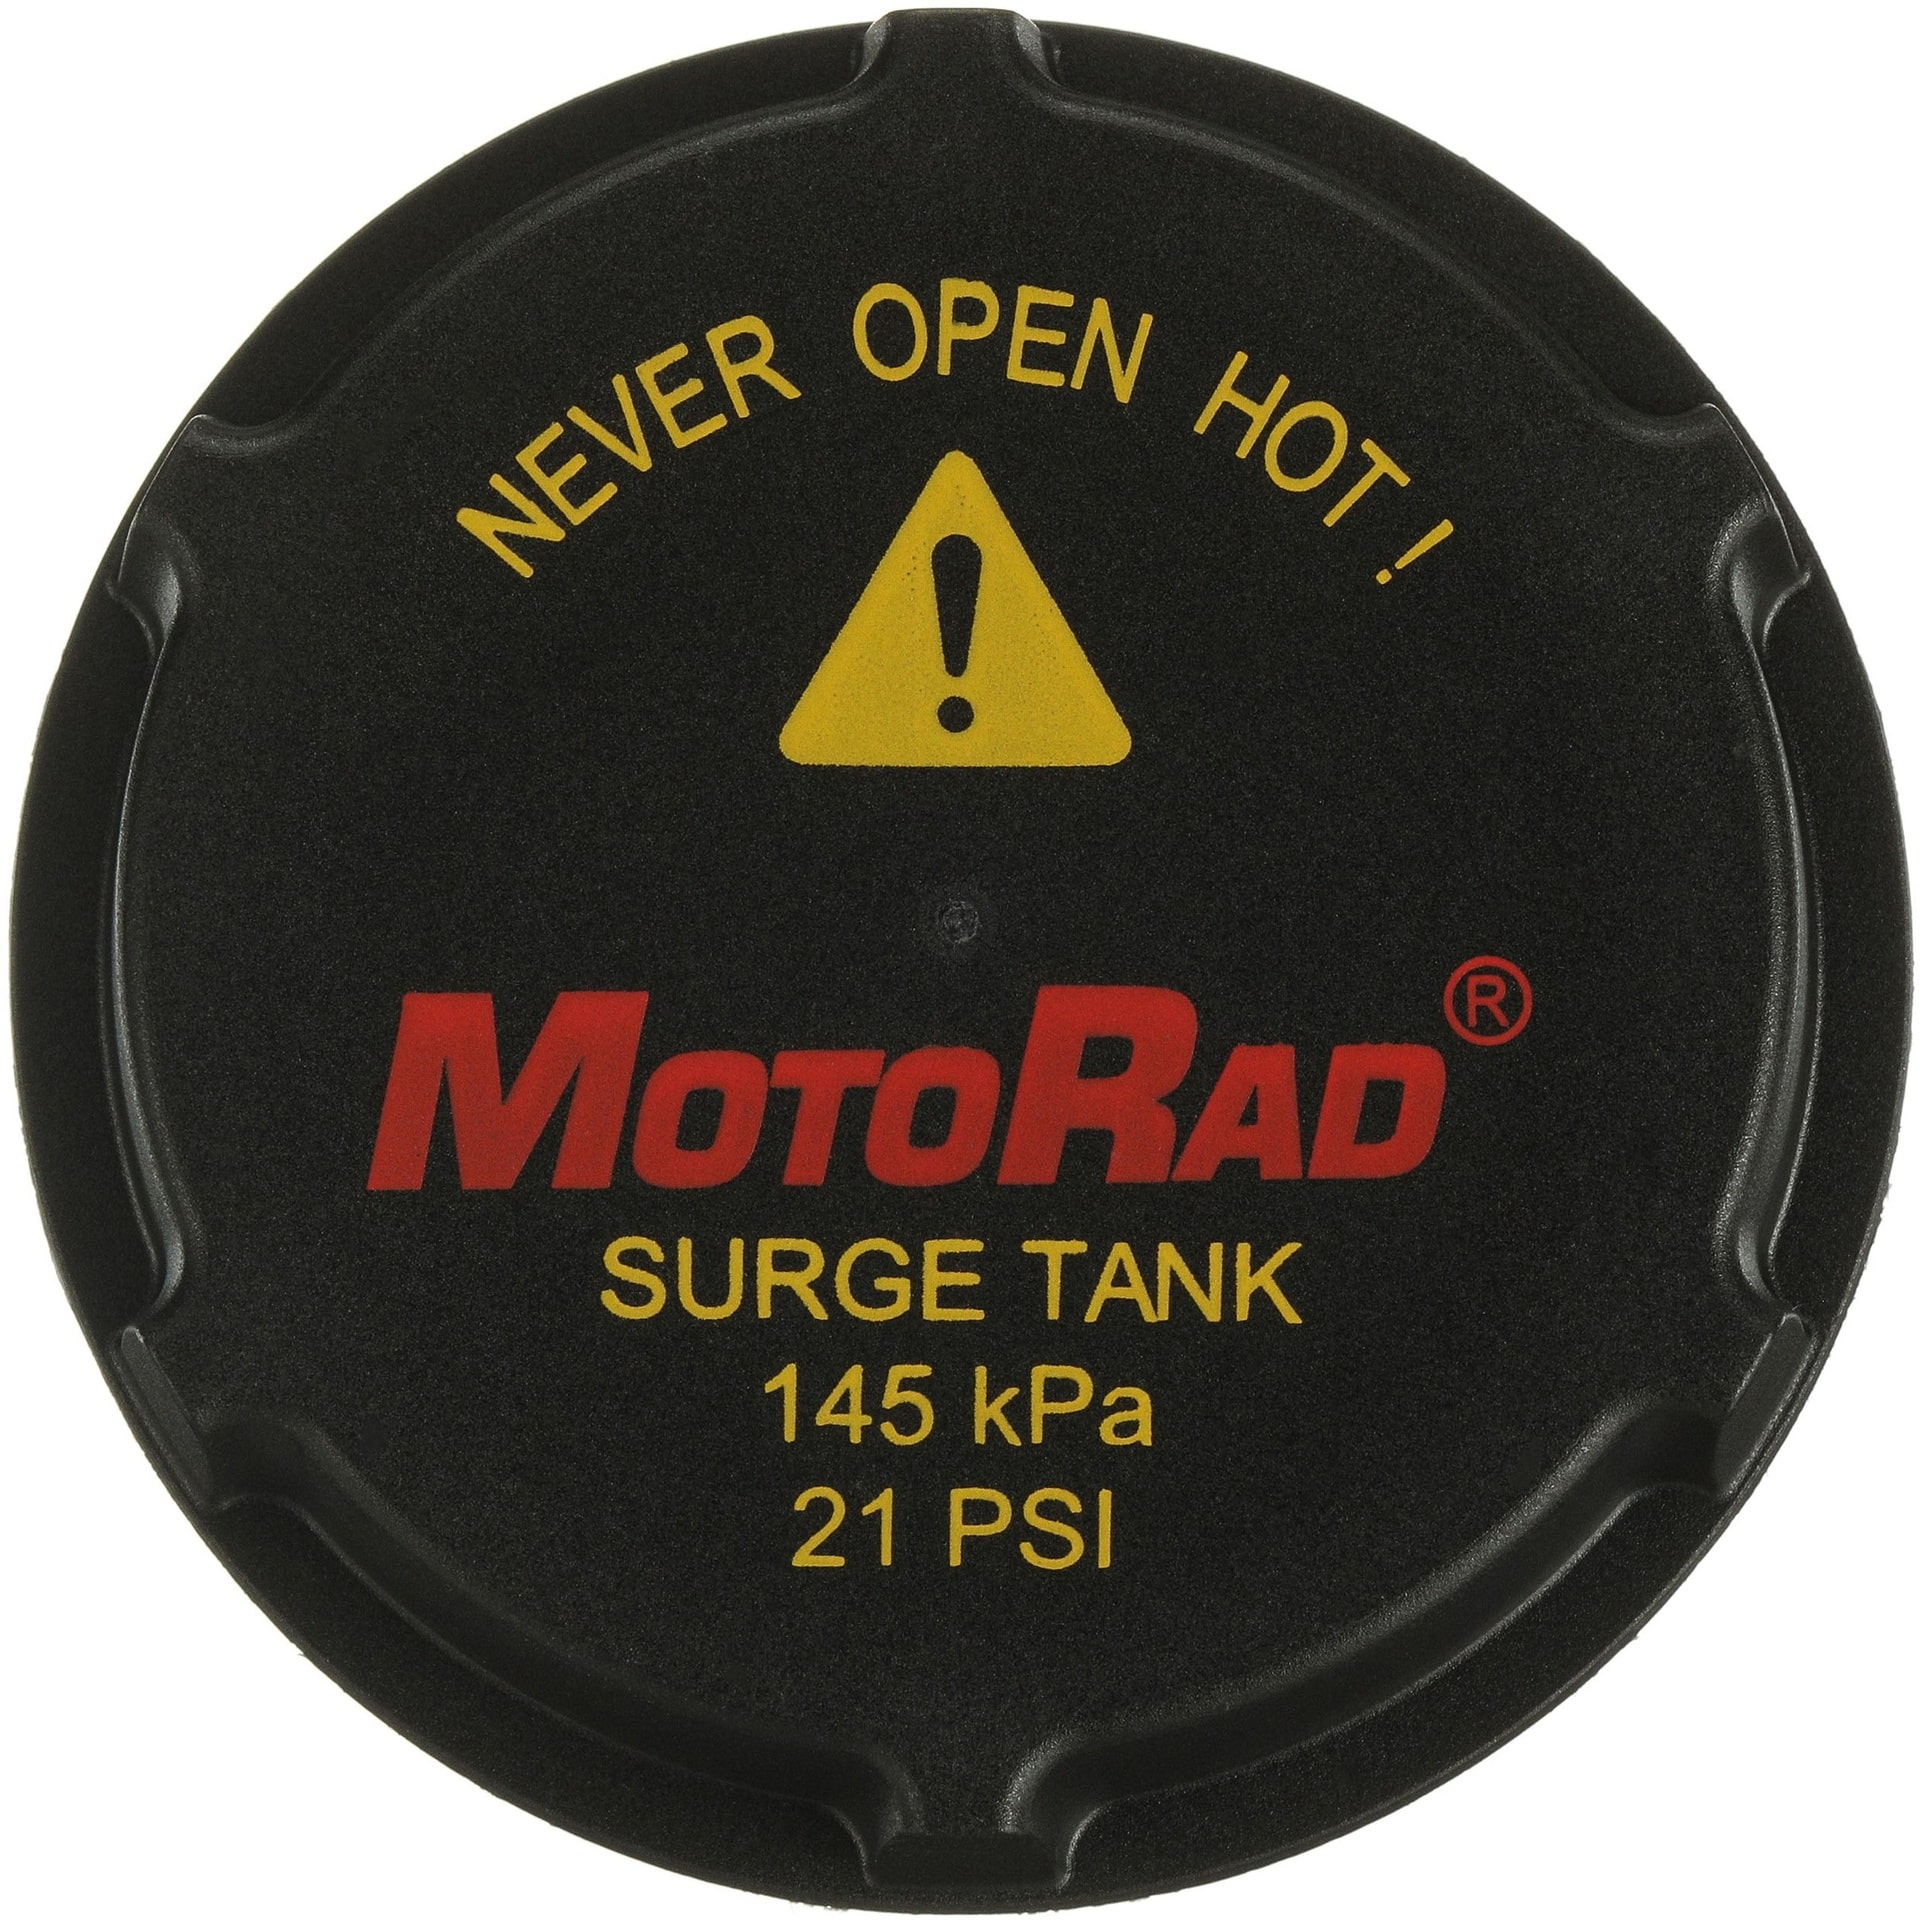 NEVER OPEN HOT !
MOTORAD®
SURGE TANK
145 kPa
21 PSI